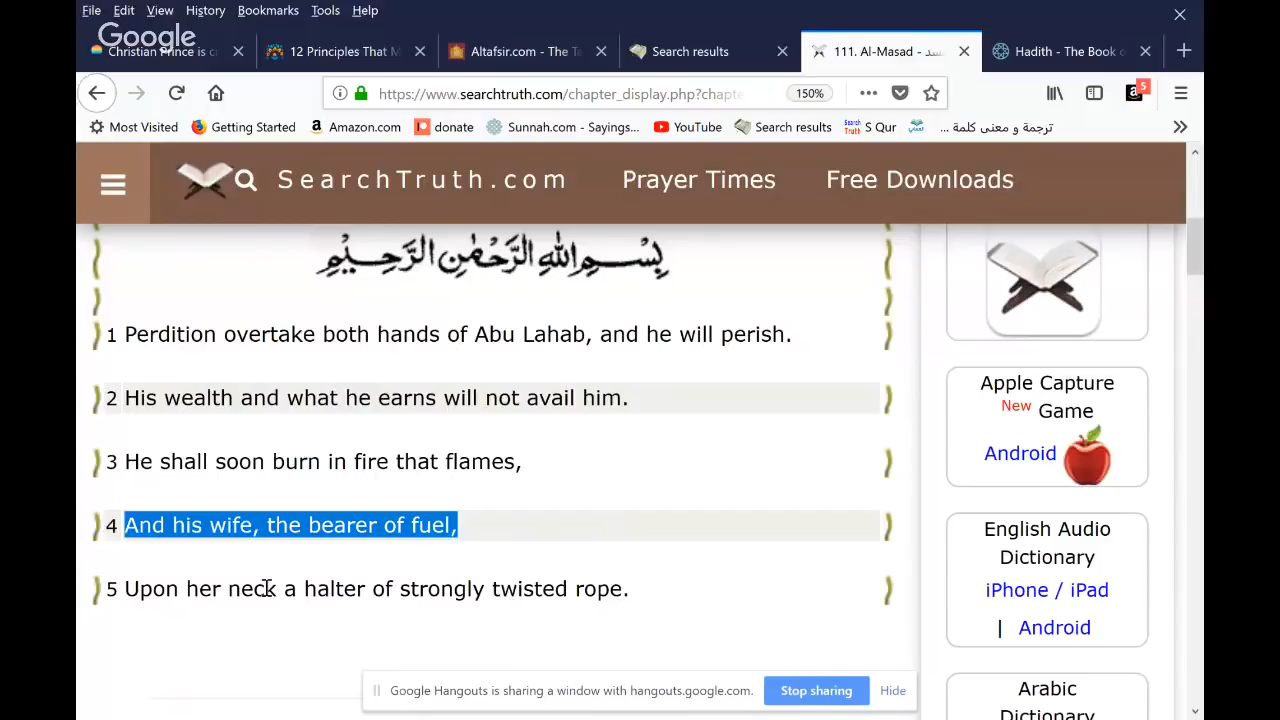 File Edit View History Bookmarks Tools Help
Google
Christian Prince is c
12 Principles That M
Altafsir.com - The Ta
Search results
111. Al-Masad -
Hadith - The Book o
https://www.searchtruth.com/chapter_display.php?chapte
150%
5
Most Visited Getting Started Amazon.com donate Sunnah.com - Sayings... YouTube Search results S Qur ترجمة و معنى كلمة ...
SearchTruth.com Prayer Times Free Downloads
بِسْمِ اللهِ الرَّحْمٰنِ الرَّحِيْمِ
1 Perdition overtake both hands of Abu Lahab, and he will perish.
2 His wealth and what he earns will not avail him.
3 He shall soon burn in fire that flames,
4 And his wife, the bearer of fuel,
5 Upon her neck a halter of strongly twisted rope.
Apple Capture
New Game
Android
English Audio
Dictionary
iPhone / iPad
| Android
Arabic
Dictionary
Google Hangouts is sharing a window with hangouts.google.com. Stop sharing Hide